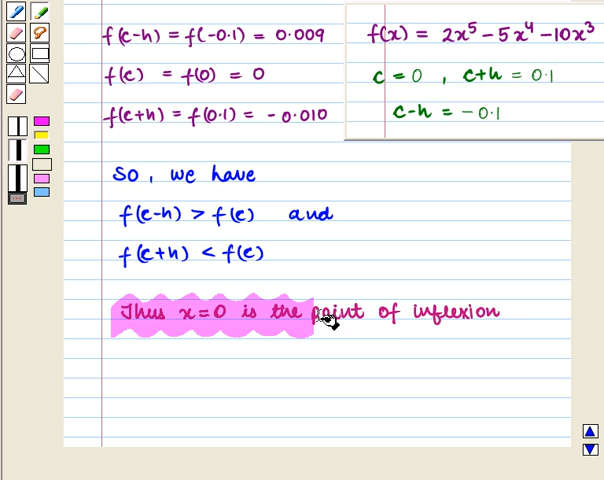 f(c-h) = f(-0.1) = 0.009
f(c) = f(0) = 0
f(c+h) = f(0.1) = -0.010
f(x) = 2x⁵ - 5x⁴ - 10x³
c = 0 , c+h = 0.1
c-h = -0.1
So, we have
f(c-h) > f(c) and
f(c+h) < f(c)
Thus x=0 is the point of inflexion